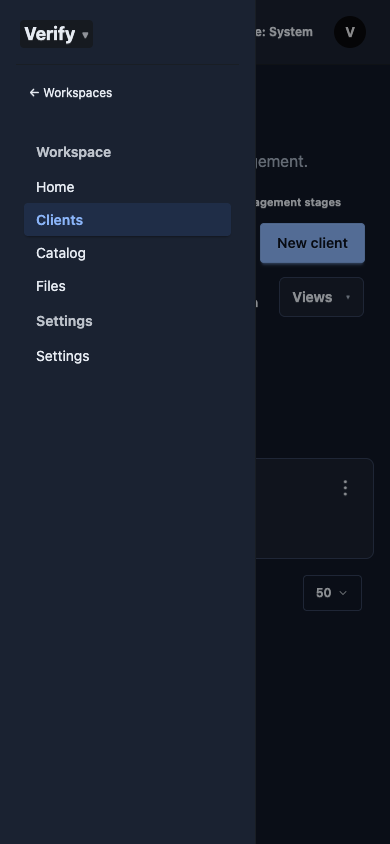 Verify ▾
e: System
V
← Workspaces
Workspace
gement.
Home
agement stages
Clients
New client
Catalog
Files
Views
Settings
Settings
50